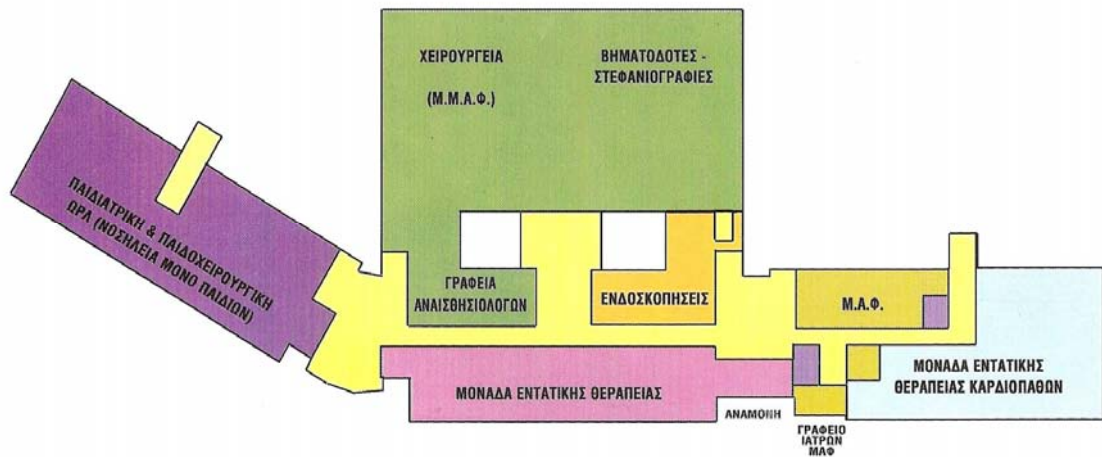 ΧΕΙΡΟΥΡΓΕΙΑ
(Μ.Μ.Α.Φ.)
ΒΗΜΑΤΟΔΟΤΕΣ -
ΣΤΕΦΑΝΙΟΓΡΑΦΙΕΣ
ΠΑΙΔΙΑΤΡΙΚΗ & ΠΑΙΔΟΧΕΙΡΟΥΡΓΙΚΗ
ΩΡΛ (ΝΟΣΗΛΕΙΑ ΜΟΝΟ ΠΑΙΔΙΩΝ)
ΓΡΑΦΕΙΑ
ΑΝΑΙΣΘΗΣΙΟΛΟΓΩΝ
ΕΝΔΟΣΚΟΠΗΣΕΙΣ
Μ.Α.Φ.
ΜΟΝΑΔΑ ΕΝΤΑΤΙΚΗΣ ΘΕΡΑΠΕΙΑΣ
ΜΟΝΑΔΑ ΕΝΤΑΤΙΚΗΣ
ΘΕΡΑΠΕΙΑΣ ΚΑΡΔΙΟΠΑΘΩΝ
ΑΝΑΜΟΝΗ
ΓΡΑΦΕΙΟ
ΙΑΤΡΩΝ
ΜΑΦ